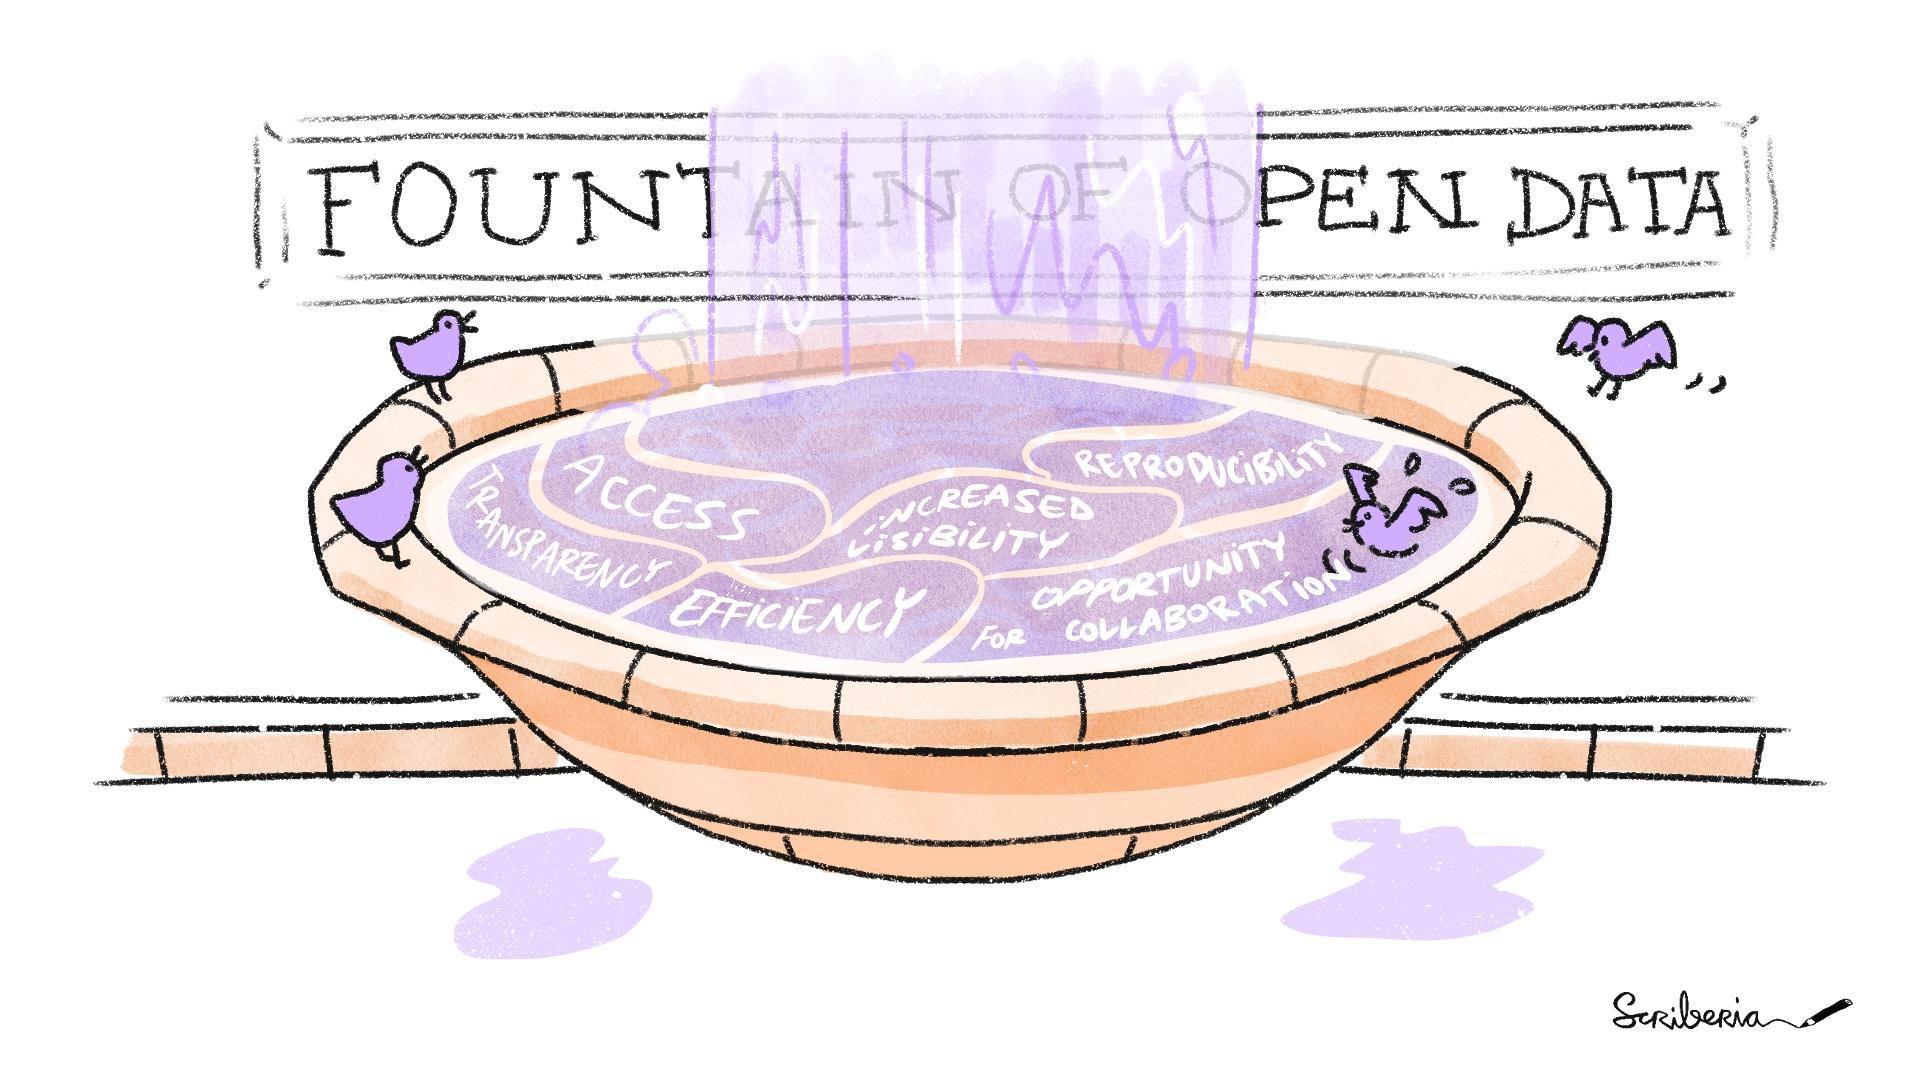 FOUNTAIN OF OPEN DATA
REPRODUCIBILITY
ACCESS
INCREASED
VISIBILITY
TRANSPARENCY
EFFICIENCY
OPPORTUNITY
FOR COLLABORATION
Scriberia